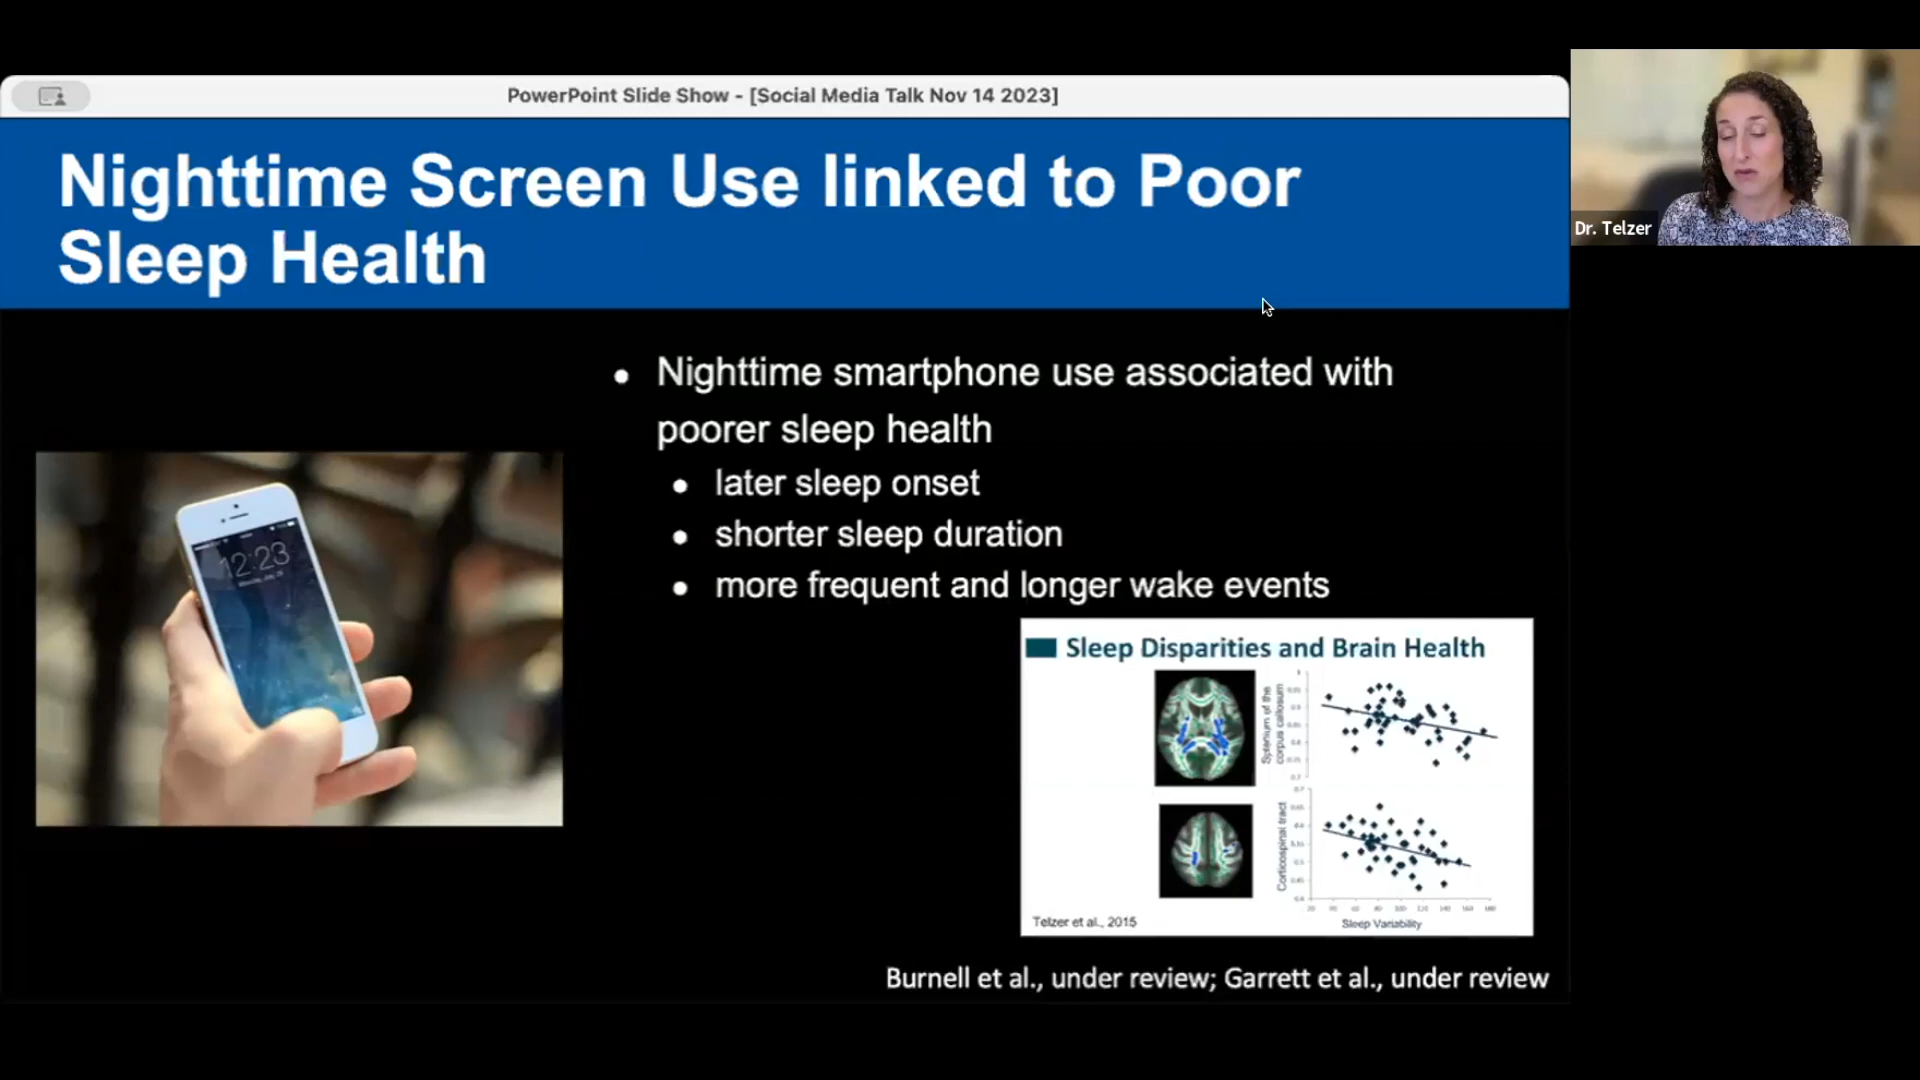 PowerPoint Slide Show - [Social Media Talk Nov 14 2023]
Nighttime Screen Use linked to Poor
Sleep Health
Dr. Telzer
• Nighttime smartphone use associated with
poorer sleep health
• later sleep onset
• shorter sleep duration
• more frequent and longer wake events
12:23
Sleep Disparities and Brain Health
Splenium of the
corpus callosum
Corticospinal tract
Sleep Variability
Telzer et al., 2015
Burnell et al., under review; Garrett et al., under review